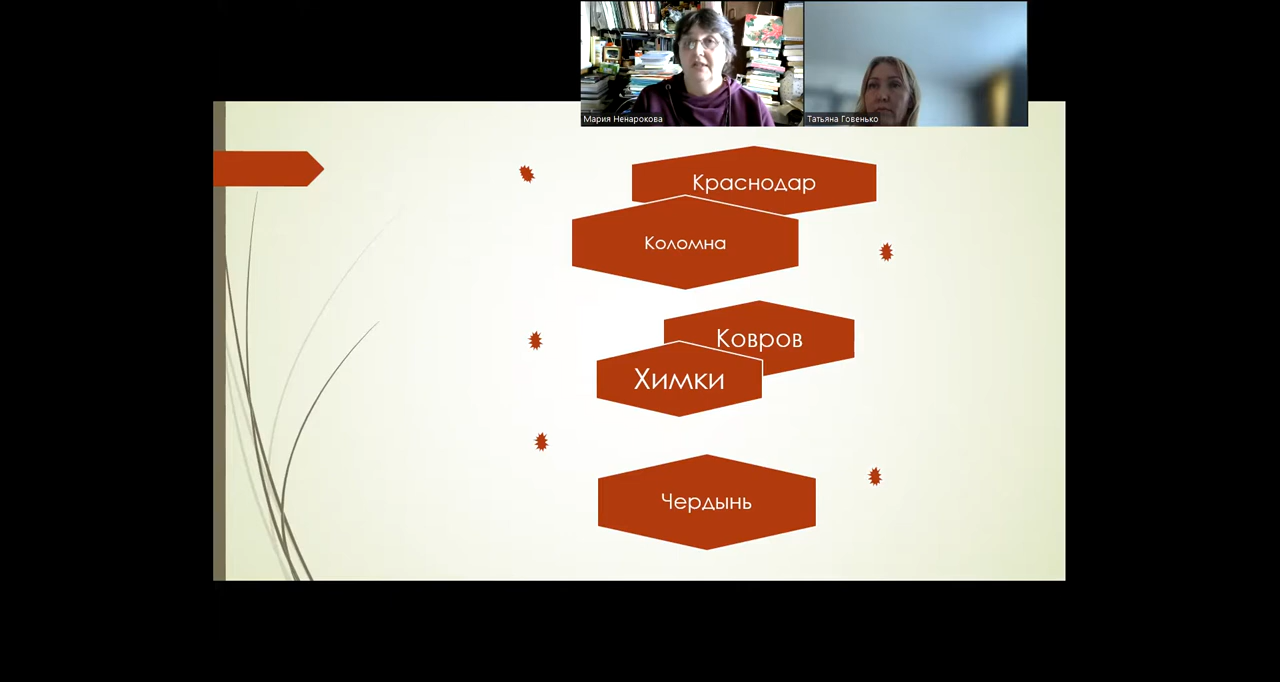 Мария Ненарокова
Татьяна Говенько
Краснодар
Коломна
Ковров
Химки
Чердынь